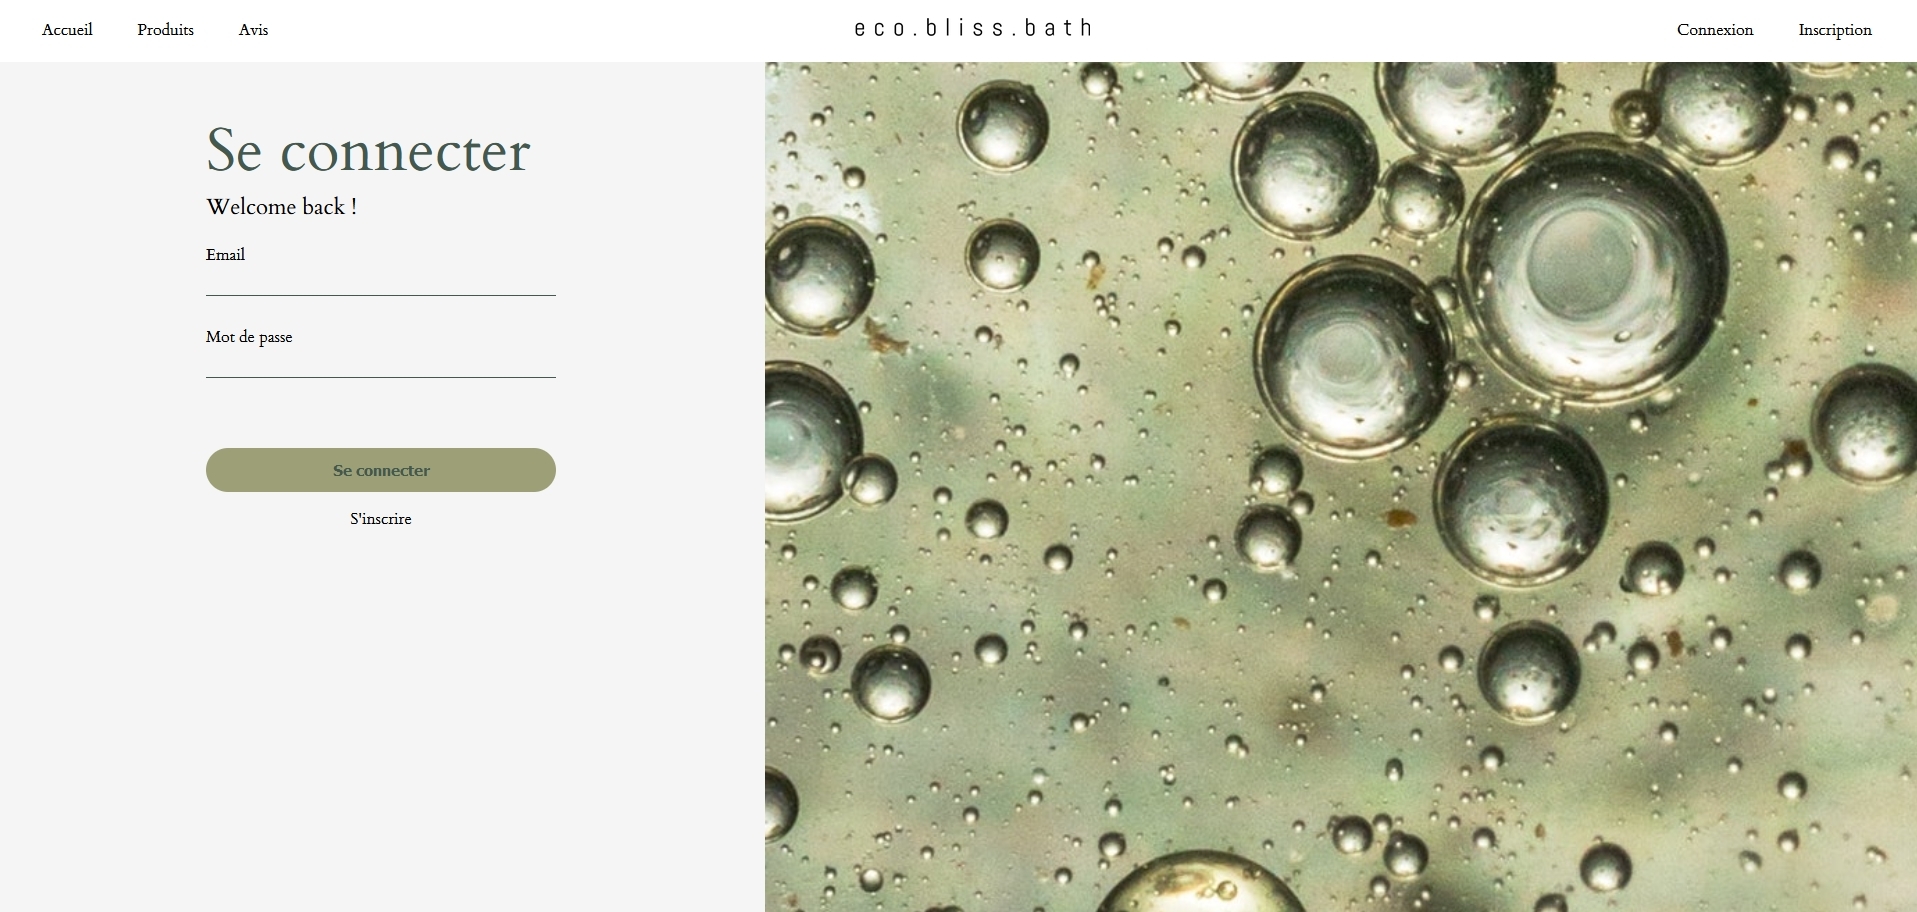 Accueil Produits Avis eco.bliss.bath Connexion Inscription
Se connecter
Welcome back !
Email
Mot de passe
Se connecter
S'inscrire